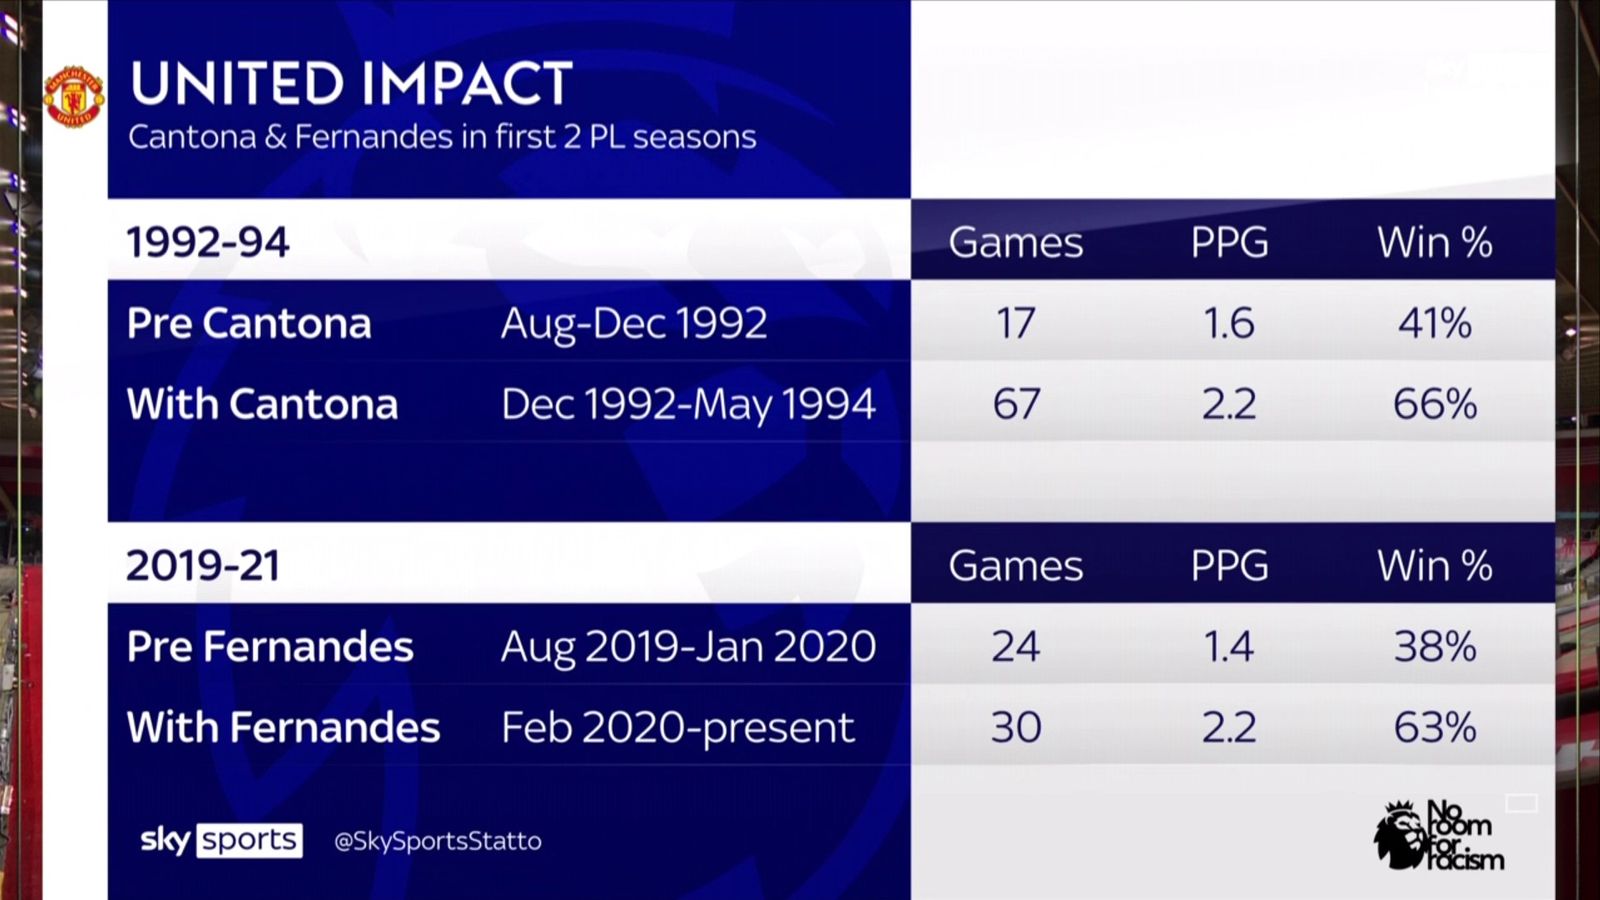 MANCHESTER
UNITED
UNITED IMPACT
Cantona & Fernandes in first 2 PL seasons
1992-94 Games PPG Win %
Pre Cantona Aug-Dec 1992 17 1.6 41%
With Cantona Dec 1992-May 1994 67 2.2 66%
2019-21 Games PPG Win %
Pre Fernandes Aug 2019-Jan 2020 24 1.4 38%
With Fernandes Feb 2020-present 30 2.2 63%
sky sports @SkySportsStatto
No
room
for
racism